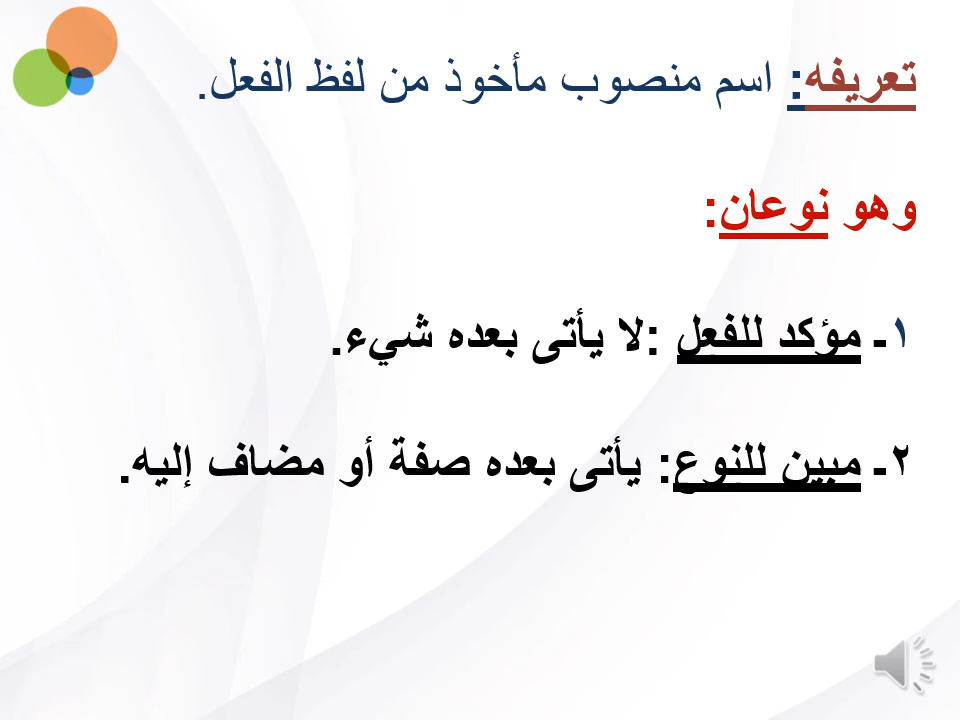 تعريفه: اسم منصوب مأخوذ من لفظ الفعل.
وهو نوعان:
١- مؤكد للفعل :لا يأتى بعده شيء.
٢- مبين للنوع: يأتى بعده صفة أو مضاف إليه.